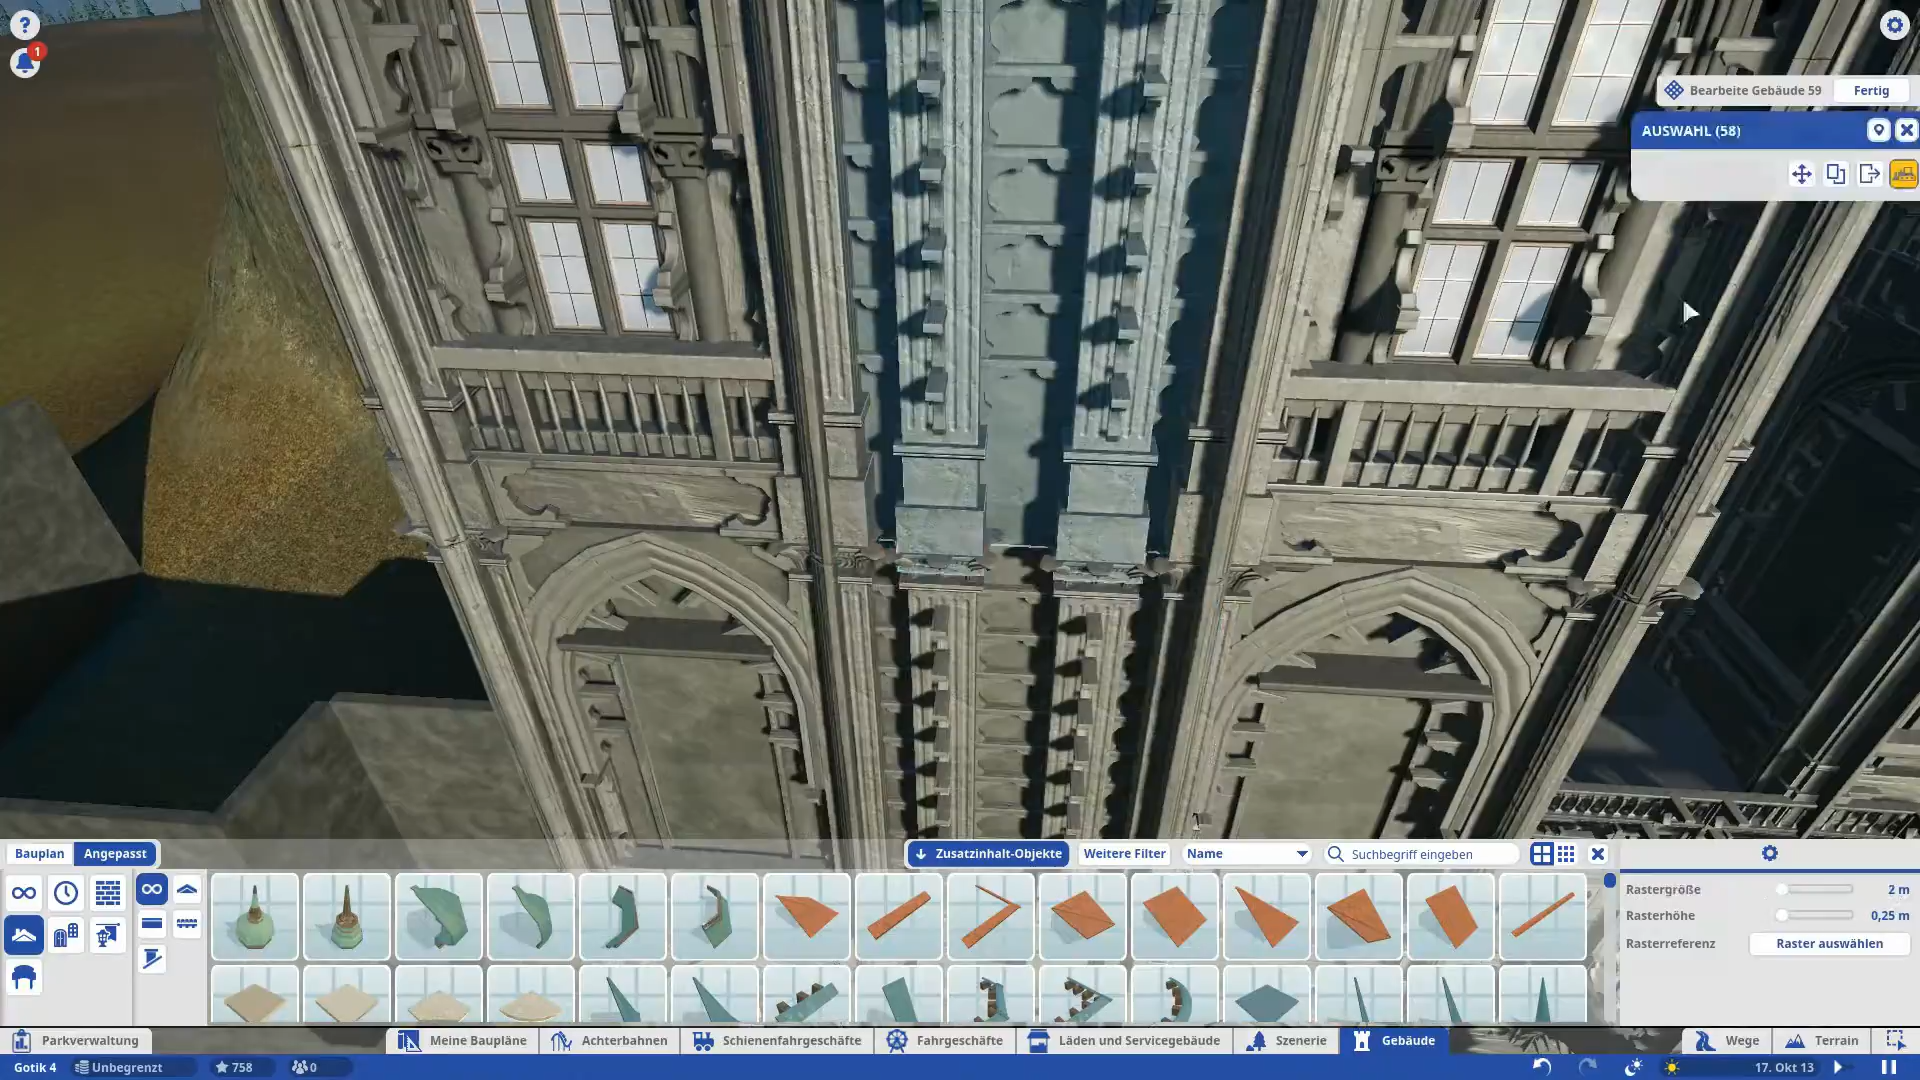 ?
1
Bearbeite Gebäude 59
Fertig
AUSWAHL (58)
Bauplan
Angepasst
Zusatzinhalt-Objekte
Weitere Filter
Name
Suchbegriff eingeben
Rastergröße
2 m
Rasterhöhe
0,25 m
Rasterreferenz
Raster auswählen
Parkverwaltung
Meine Baupläne
Achterbahnen
Schienenfahrgeschäfte
Fahrgeschäfte
Läden und Servicegebäude
Szenerie
Gebäude
Wege
Terrain
Gotik 4
Unbegrenzt
758
0
17. Okt 13